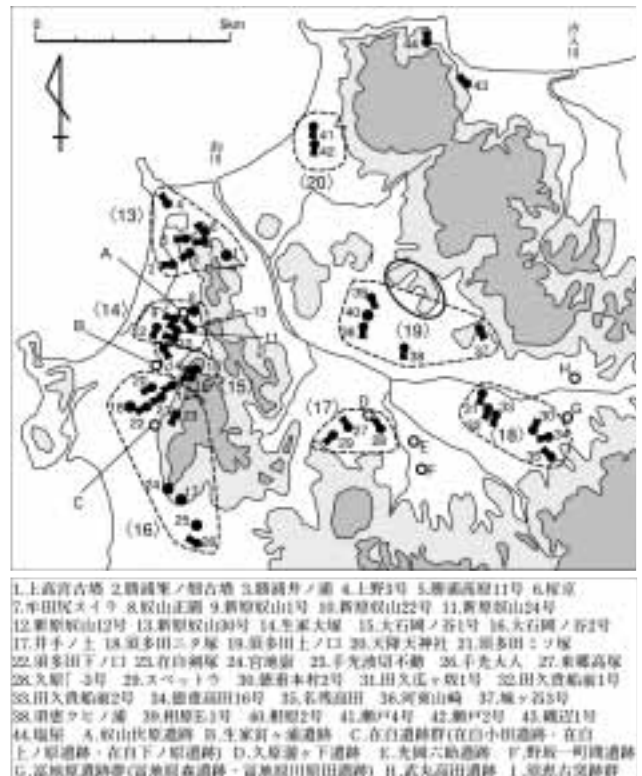 0 5km
44
43
41
42
(20)
(13)
A
(14)
B
13
H
(15)
(19)
38
(17)
D
E
F
G
H
(18)
C
24
17
25
26
(16)
1.上高宮古墳 2.勝浦峯ノ畑古墳 3.勝浦井ノ浦 4.上野3号 5.勝浦高原11号 6.桜京
7.牟田尻スイラ 8.奴山正園 9.新原奴山1号 10.新原奴山22号 11.新原奴山24号
12.新原奴山12号 13.新原奴山30号 14.生家大塚 15.大石岡ノ谷1号 16.大石岡ノ谷2号
17.井手ノ上 18.須多田ニタ塚 19.須多田上ノ口 20.天降天神社 21.須多田ミソ塚
22.須多田下ノ口 23.在自剣塚 24.宮地嶽 25.手光波切不動 26.手光大人 27.東郷高塚
28.久原Ⅰ-3号 29.スベットウ 30.徳重本村2号 31.田久瓜ヶ坂1号 32.田久貴船前1号
33.田久貴船前2号 34.徳重高田16号 35.名残高田 36.河東山崎 37.城ヶ谷3号
38.須恵クヒノ浦 39.相原E1号 40.相原2号 41.瀬戸4号 42.瀬戸2号 43.磯辺1号
44.塩屋 A.奴山伏原遺跡 B.生家釘ヶ浦遺跡 C.在自遺跡群(在自小田遺跡・在自
上ノ原遺跡・在自下ノ原遺跡) D.久原瀧ヶ下遺跡 E.光岡六助遺跡 F.野坂一町間遺跡
G.冨地原遺跡群(冨地原森遺跡・冨地原川原田遺跡) H.武丸高田遺跡 I.須恵古窯跡群